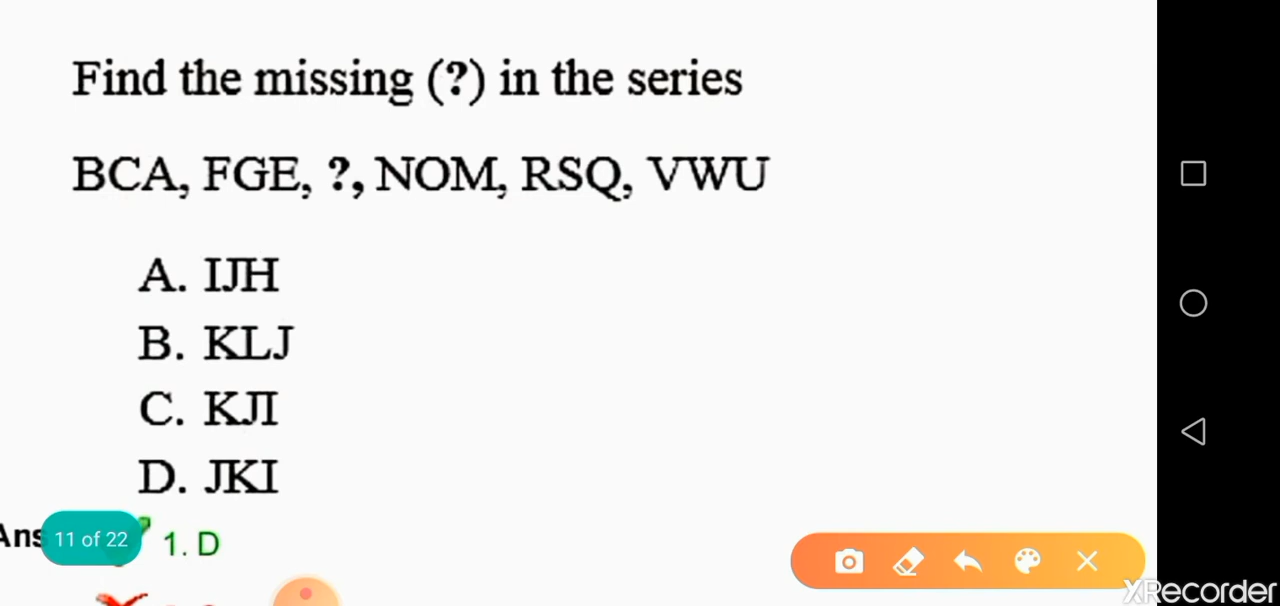 Find the missing (?) in the series
BCA, FGE, ?, NOM, RSQ, VWU
A. IJH
B. KLJ
C. KJI
D. JKI
Ans
11 of 22
1. D
XRecorder